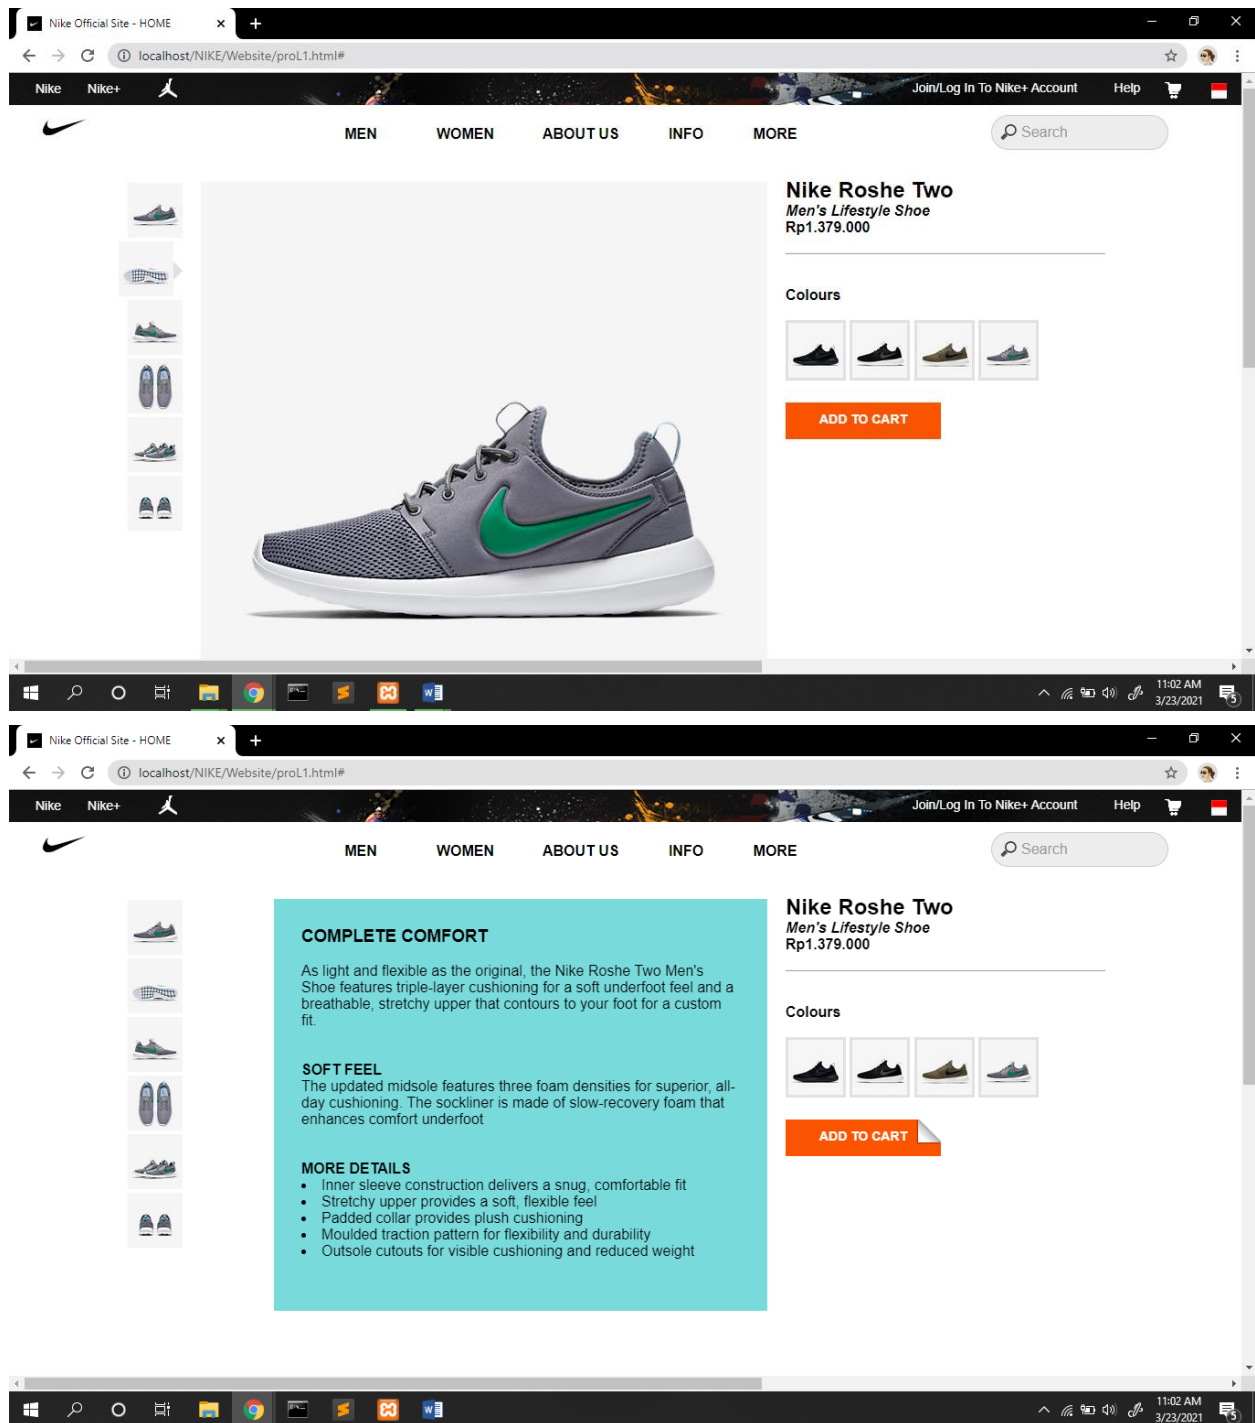 Nike Official Site - HOME
localhost/NIKE/Website/proL1.html#
Nike Nike+ Join/Log In To Nike+ Account Help
MEN WOMEN ABOUT US INFO MORE Search
Nike Roshe Two
Men's Lifestyle Shoe
Rp1.379.000
Colours
ADD TO CART
11:02 AM
3/23/2021
5
Nike Official Site - HOME
localhost/NIKE/Website/proL1.html#
Nike Nike+ Join/Log In To Nike+ Account Help
MEN WOMEN ABOUT US INFO MORE Search
COMPLETE COMFORT
As light and flexible as the original, the Nike Roshe Two Men's
Shoe features triple-layer cushioning for a soft underfoot feel and a
breathable, stretchy upper that contours to your foot for a custom
fit.
SOFT FEEL
The updated midsole features three foam densities for superior, all-
day cushioning. The sockliner is made of slow-recovery foam that
enhances comfort underfoot
MORE DETAILS
• Inner sleeve construction delivers a snug, comfortable fit
• Stretchy upper provides a soft, flexible feel
• Padded collar provides plush cushioning
• Moulded traction pattern for flexibility and durability
• Outsole cutouts for visible cushioning and reduced weight
Nike Roshe Two
Men's Lifestyle Shoe
Rp1.379.000
Colours
ADD TO CART
11:02 AM
3/23/2021
5